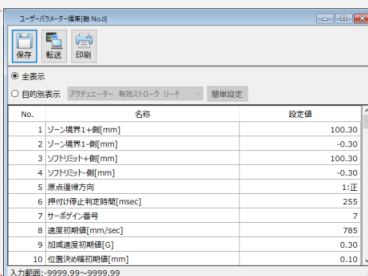 ユーザーパラメーター編集[軸 No.0]
保存 転送 印刷
全表示
目的別表示 アクチュエーター 有効ストローク リード 簡単設定
No. 名称 設定値
1 ゾーン境界1+側[mm] 100.30
2 ゾーン境界1-側[mm] -0.30
3 ソフトリミット+側[mm] 100.30
4 ソフトリミット-側[mm] -0.30
5 原点復帰方向 1:正
6 押付け停止判定時間[msec] 255
7 サーボゲイン番号 7
8 速度初期値[mm/sec] 785
9 加減速度初期値[G] 0.30
10 位置決め幅初期値[mm] 0.10
入力範囲:-9999.99～9999.99